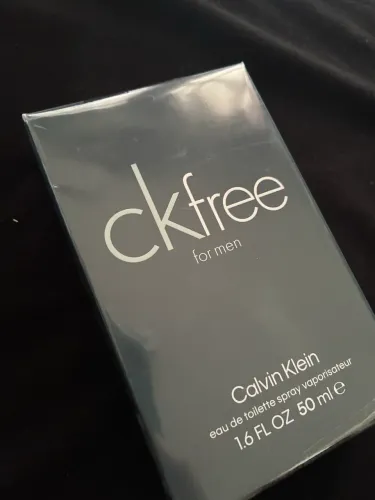 ckfree
for men
Calvin Klein
eau de toilette spray vaporisateur
1.6 FL OZ 50 ml ℮